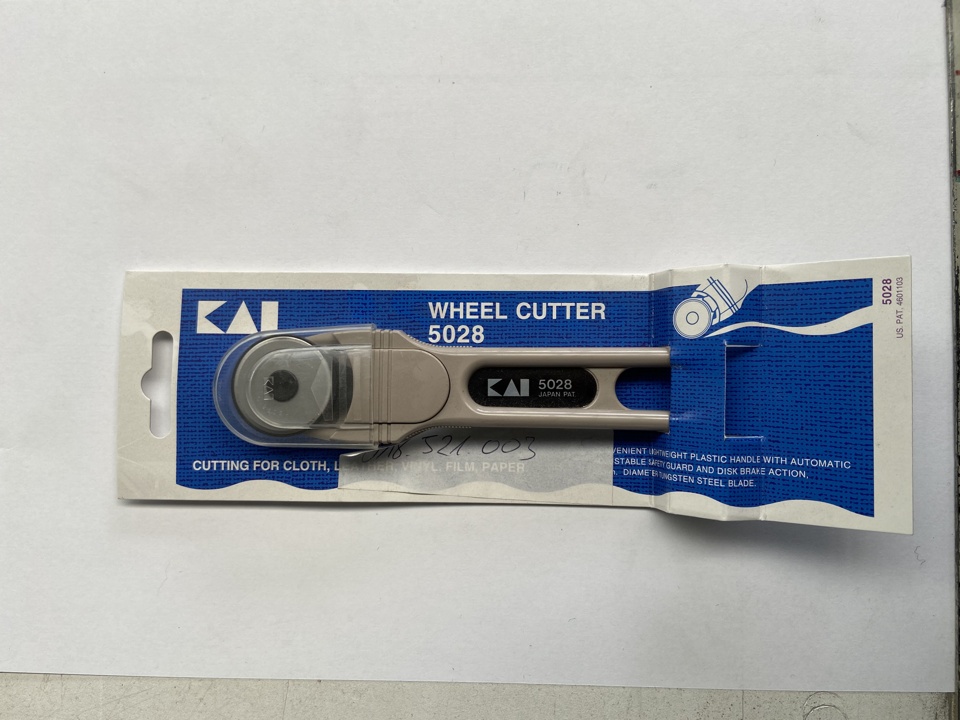 KAI
WHEEL CUTTER
5028
5028
US. PAT. 4601103
KAI
KAI 5028
JAPAN PAT.
521.003
CUTTING FOR CLOTH, VINYL. FILM, PAPER
PLASTIC HANDLE WITH AUTOMATIC
SAFETY GUARD AND DISK BRAKE ACTION,
TUNGSTEN STEEL BLADE.